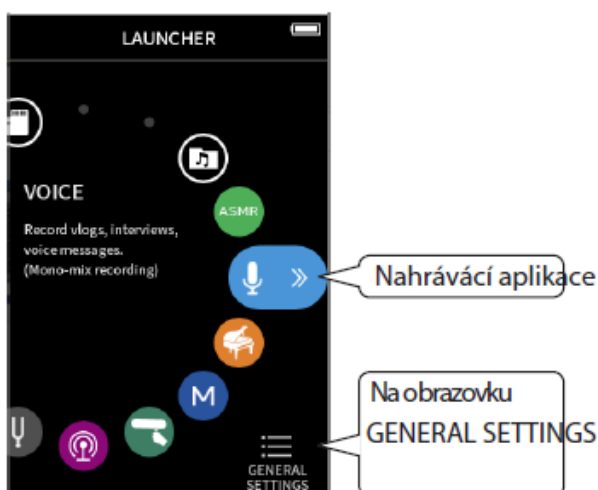 LAUNCHER
VOICE
ASMR
Record vlogs, interviews,
voice messages.
(Mono-mix recording)
Nahrávácí aplikace
M
Na obrazovku
GENERAL SETTINGS
GENERAL
SETTINGS